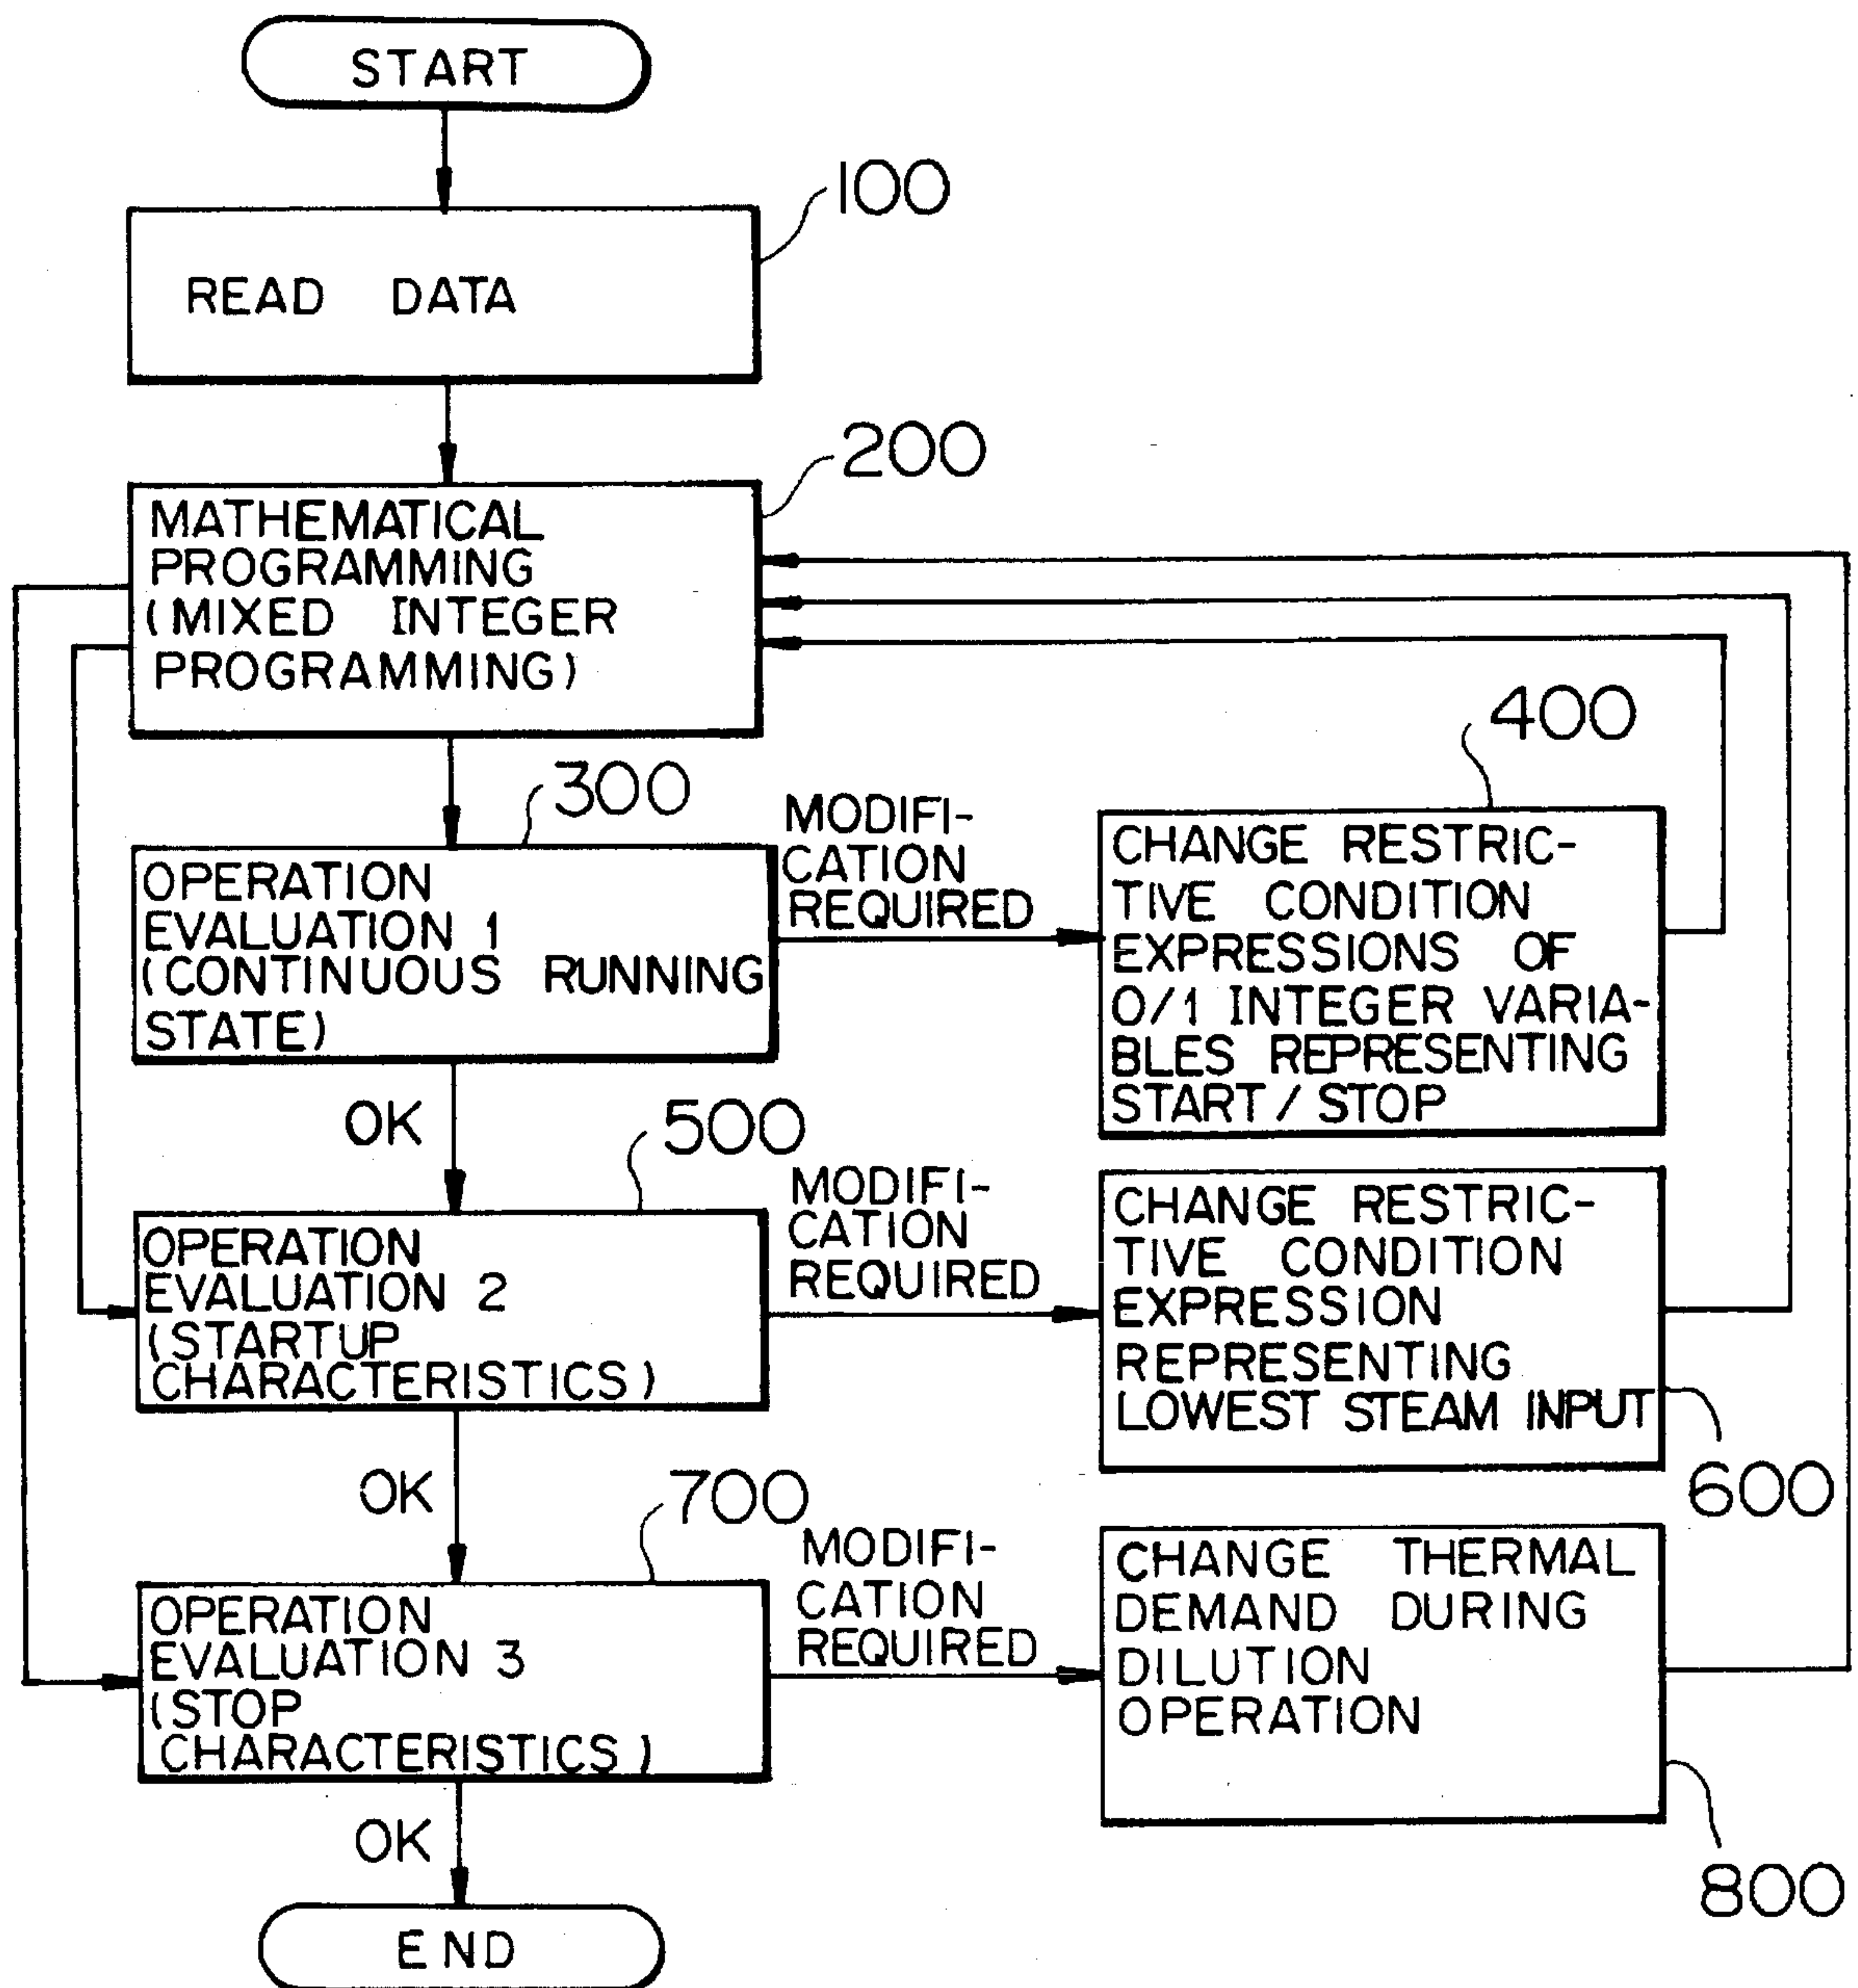 START
100
READ DATA
200
MATHEMATICAL
PROGRAMMING
(MIXED INTEGER
PROGRAMMING)
300
OPERATION
EVALUATION 1
(CONTINUOUS RUNNING
STATE)
MODIFI-
CATION
REQUIRED
400
CHANGE RESTRIC-
TIVE CONDITION
EXPRESSIONS OF
0/1 INTEGER VARIA-
BLES REPRESENTING
START/STOP
OK
500
OPERATION
EVALUATION 2
(STARTUP
CHARACTERISTICS)
MODIFI-
CATION
REQUIRED
CHANGE RESTRIC-
TIVE CONDITION
EXPRESSION
REPRESENTING
LOWEST STEAM INPUT
600
OK
700
OPERATION
EVALUATION 3
(STOP
CHARACTERISTICS)
MODIFI-
CATION
REQUIRED
CHANGE THERMAL
DEMAND DURING
DILUTION
OPERATION
800
OK
END